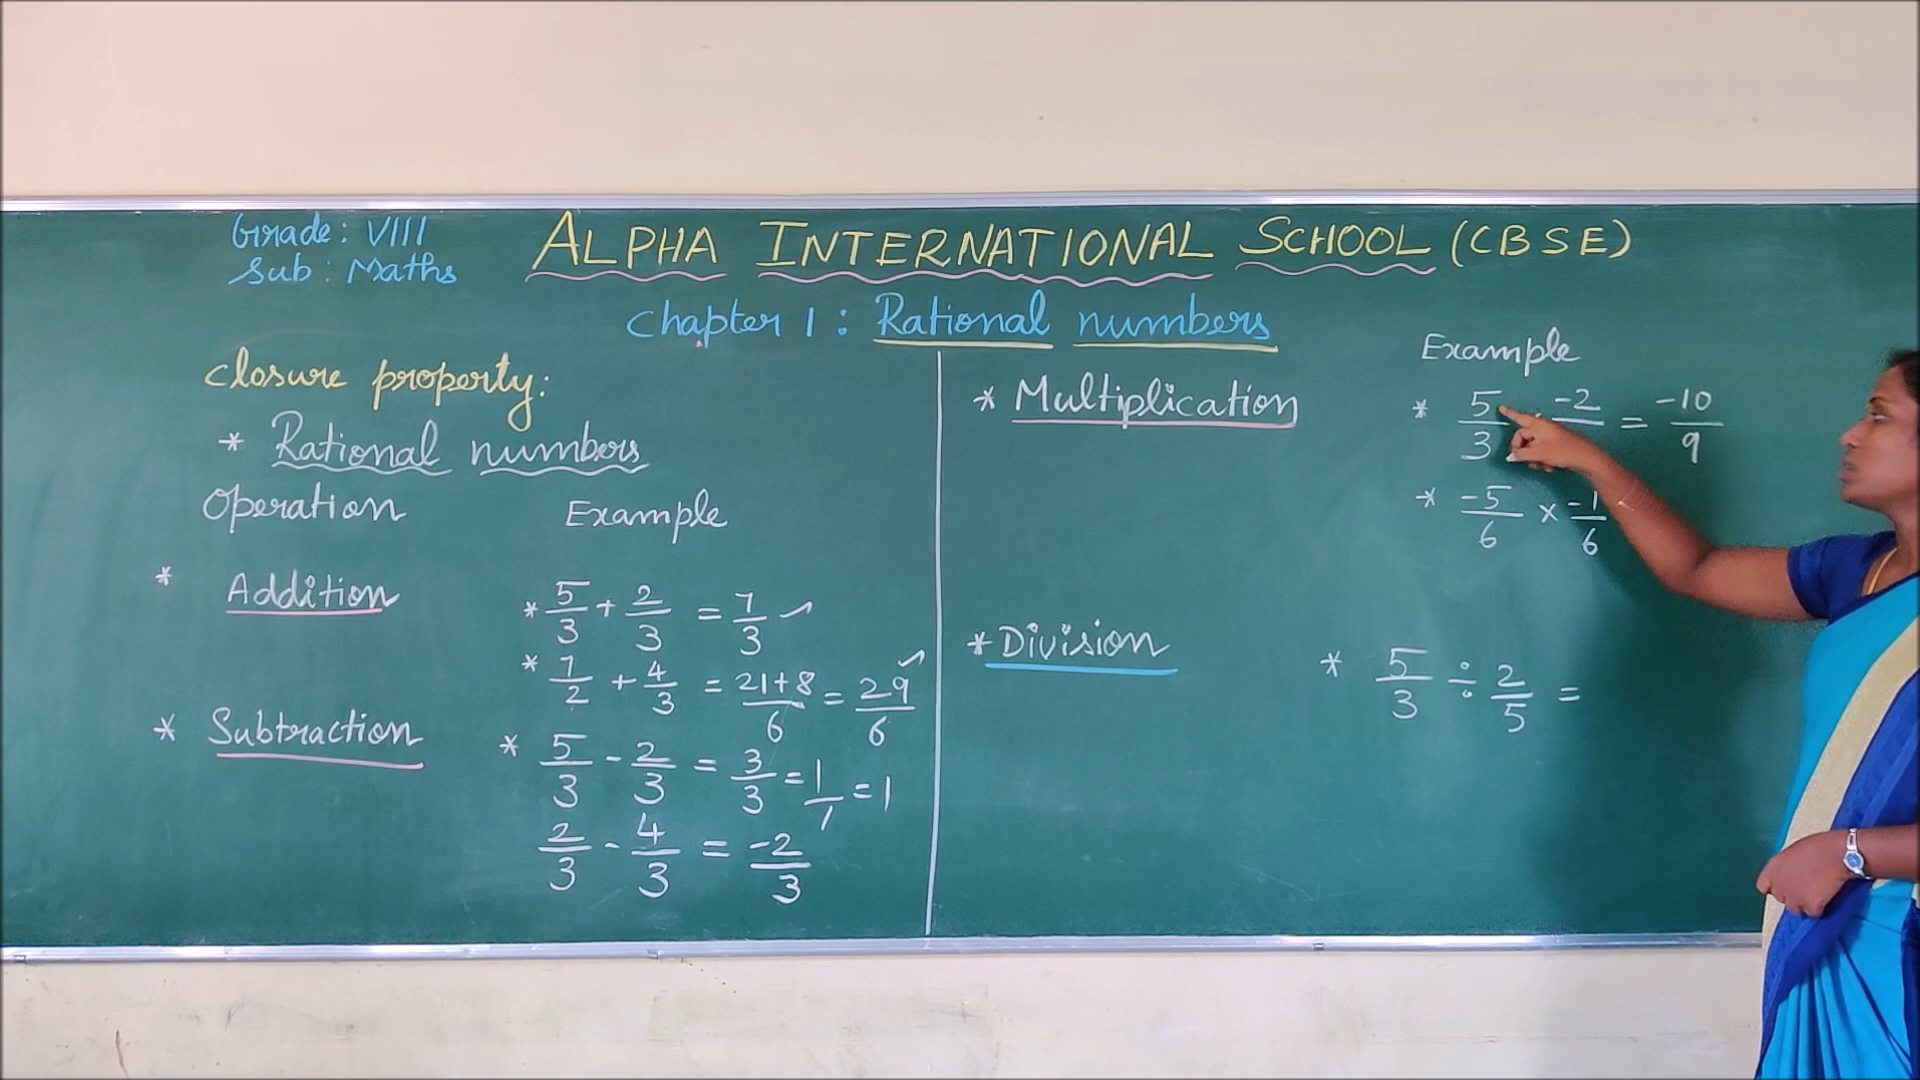 Grade: VIII
Sub: Maths
ALPHA INTERNATIONAL SCHOOL (CBSE)
Chapter 1: Rational numbers
Closure property:
* Rational numbers
Operation Example
* Addition
* 5/3 + 2/3 = 7/3 ✓
* 7/2 + 4/3 = 21+8/6 = 29/6 ✓
* Subtraction
* 5/3 - 2/3 = 3/3 = 1/1 = 1
2/3 - 4/3 = -2/3
* Multiplication
Example
* 5/3 -2 = -10/9
* -5/6 × -1/6
* Division
* 5/3 ÷ 2/5 =